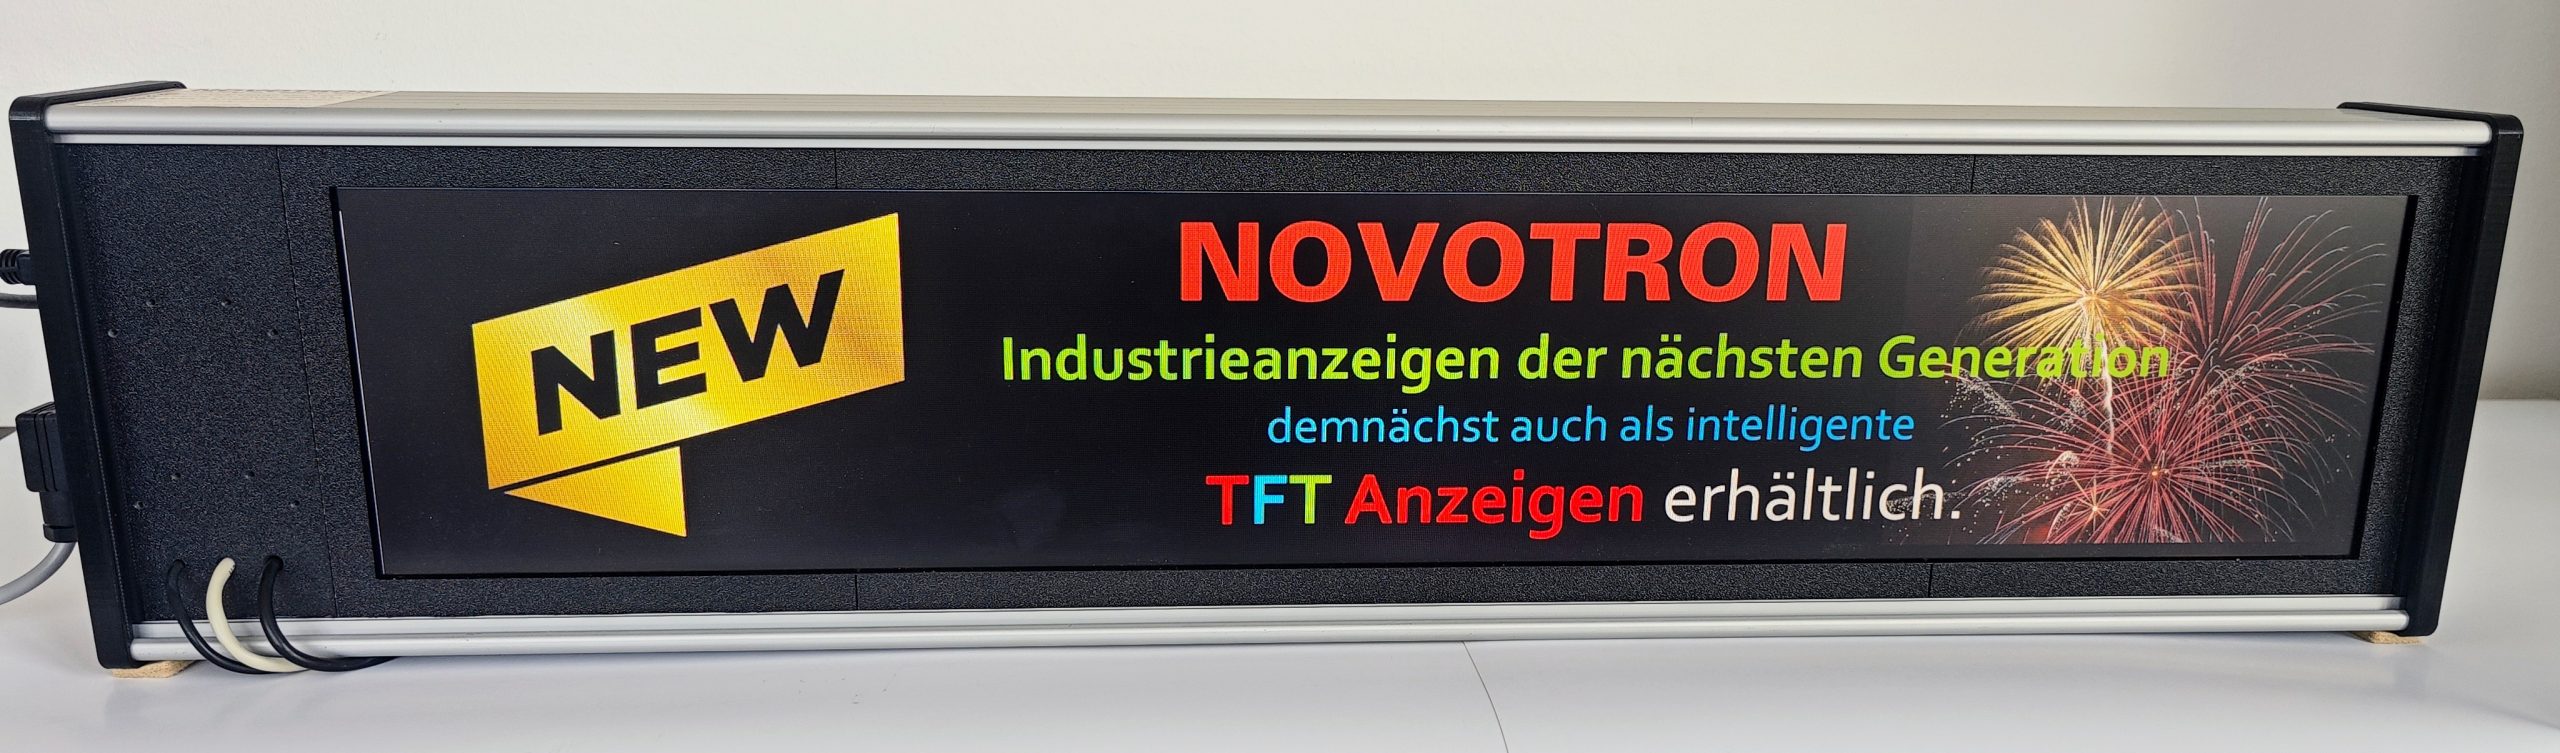 NEW
NOVOTRON
Industrieanzeigen der nächsten Generation
demnächst auch als intelligente
TFT Anzeigen erhältlich.